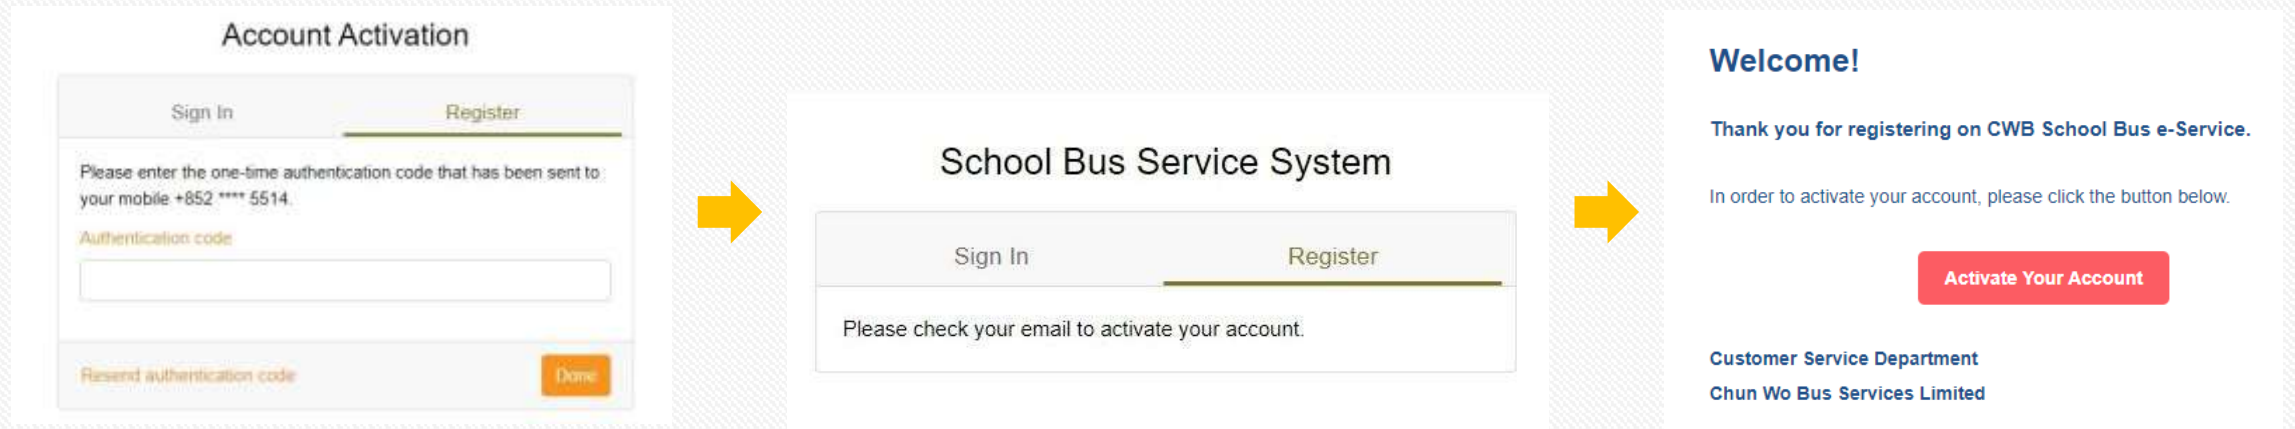 Account Activation
Sign In
Register
Please enter the one-time authentication code that has been sent to
your mobile +852 **** 5514.
Authentication code
Resend authentication code
Done
School Bus Service System
Sign In
Register
Please check your email to activate your account.
Welcome!
Thank you for registering on CWB School Bus e-Service.
In order to activate your account, please click the button below.
Activate Your Account
Customer Service Department
Chun Wo Bus Services Limited